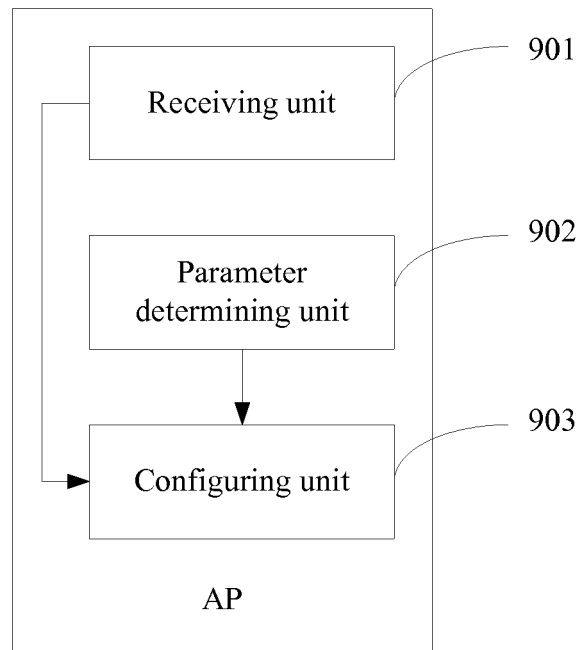 901
Receiving unit
902
Parameter
determining unit
903
Configuring unit
AP